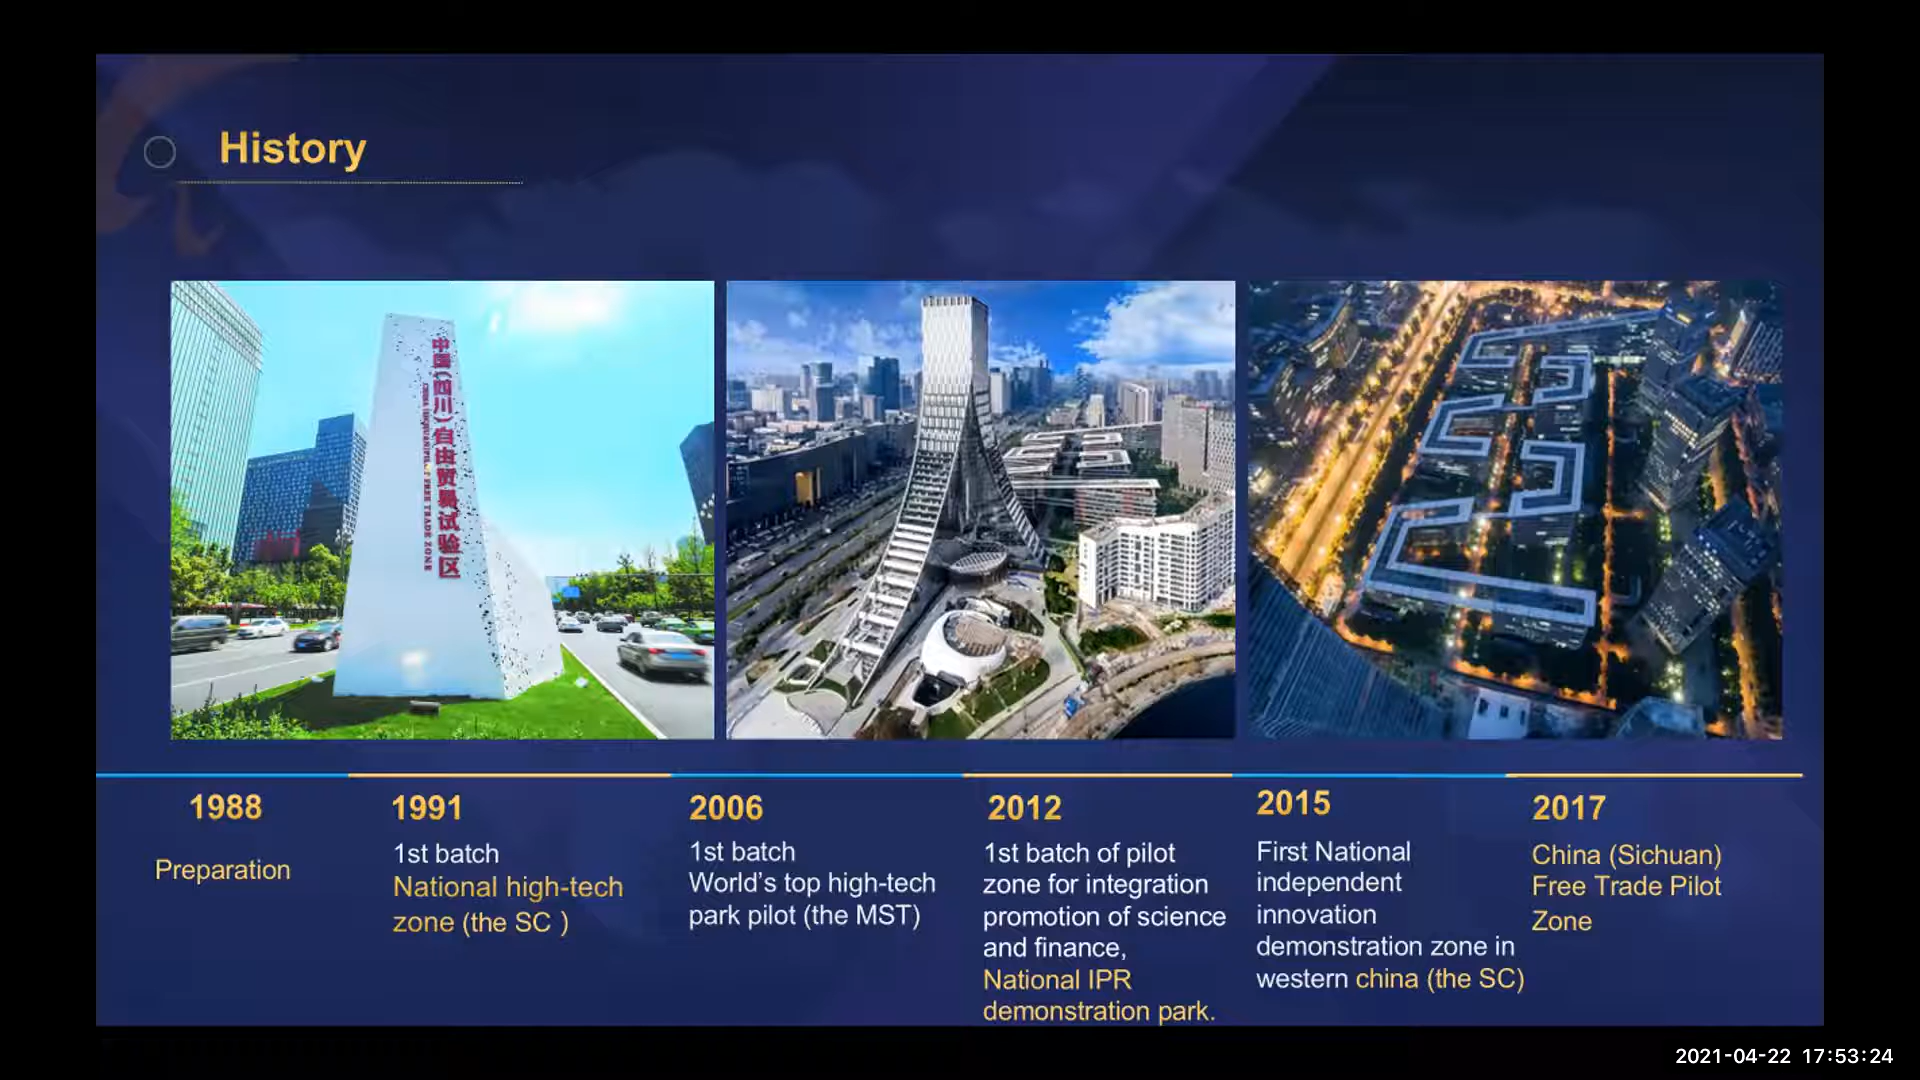 History
中国(四川)自由贸易试验区
1988
Preparation
1991
1st batch
National high-tech
zone (the SC )
2006
1st batch
World’s top high-tech
park pilot (the MST)
2012
1st batch of pilot
zone for integration
promotion of science
and finance,
National IPR
demonstration park.
2015
First National
independent
innovation
demonstration zone in
western china (the SC)
2017
China (Sichuan)
Free Trade Pilot
Zone
2021-04-22 17:53:24